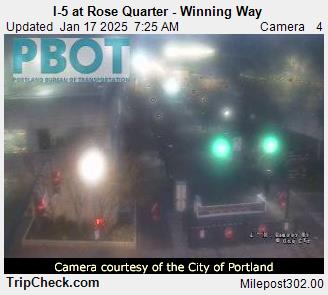 I-5 at Rose Quarter - Winning Way
Updated Jan 17 2025 7:25 AM Camera 4
PBOT
PORTLAND BUREAU OF TRANSPORTATION
Camera courtesy of the City of Portland
TripCheck.com Milepost302.00